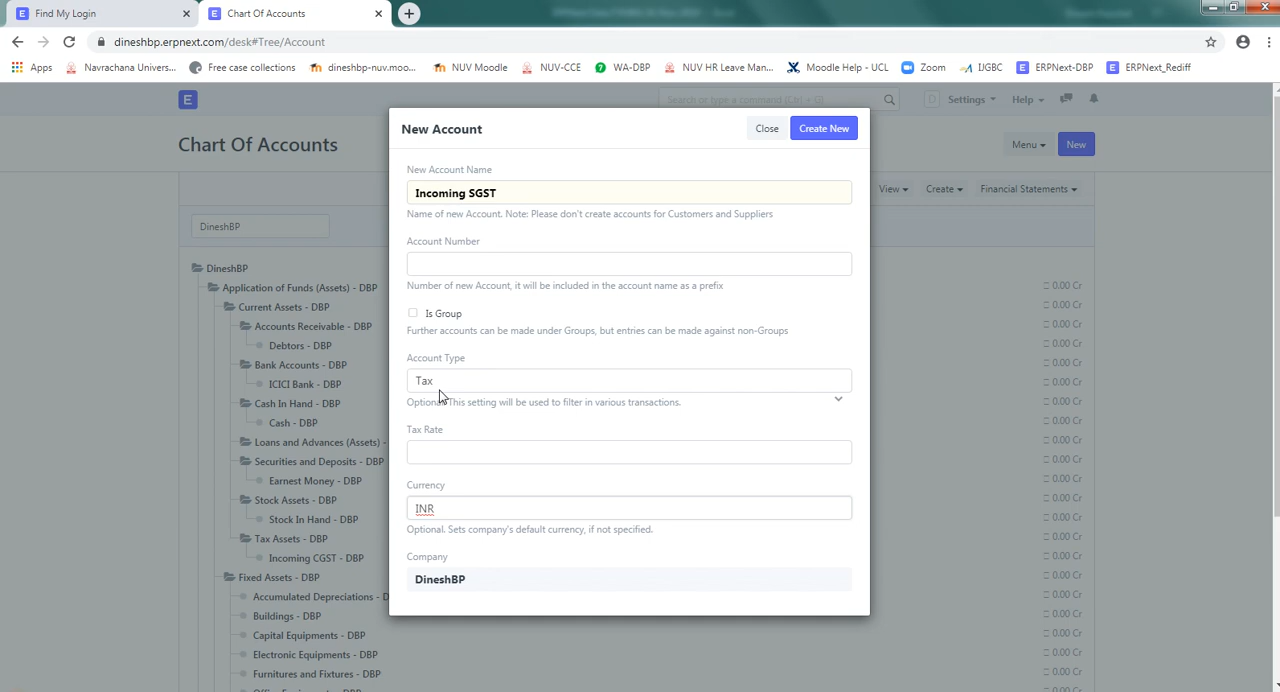 Find My Login
Chart Of Accounts
dineshbp.erpnext.com/desk#Tree/Account
Apps
Navrachana Univers...
Free case collections
dineshbp-nuv.moo...
NUV Moodle
NUV-CCE
WA-DBP
NUV HR Leave Man...
Moodle Help - UCL
Zoom
IJGBC
ERPNext-DBP
ERPNext_Rediff
E
Search or type a command (Ctrl + G)
D
Settings
Help
Chart Of Accounts
Menu
New
View
Create
Financial Statements
DineshBP
DineshBP
Application of Funds (Assets) - DBP
0.00 Cr
Current Assets - DBP
0.00 Cr
Accounts Receivable - DBP
0.00 Cr
Debtors - DBP
0.00 Cr
Bank Accounts - DBP
0.00 Cr
ICICI Bank - DBP
0.00 Cr
Cash In Hand - DBP
0.00 Cr
Cash - DBP
0.00 Cr
Loans and Advances (Assets) -
0.00 Cr
Securities and Deposits - DBP
0.00 Cr
Earnest Money - DBP
0.00 Cr
Stock Assets - DBP
0.00 Cr
Stock In Hand - DBP
0.00 Cr
Tax Assets - DBP
0.00 Cr
Incoming CGST - DBP
0.00 Cr
Fixed Assets - DBP
0.00 Cr
Accumulated Depreciations - D
0.00 Cr
Buildings - DBP
0.00 Cr
Capital Equipments - DBP
0.00 Cr
Electronic Equipments - DBP
0.00 Cr
Furnitures and Fixtures - DBP
0.00 Cr
0.00 Cr
New Account
Close
Create New
New Account Name
Incoming SGST
Name of new Account. Note: Please don't create accounts for Customers and Suppliers
Account Number
Number of new Account, it will be included in the account name as a prefix
Is Group
Further accounts can be made under Groups, but entries can be made against non-Groups
Account Type
Tax
This setting will be used to filter in various transactions.
Tax Rate
Currency
INR
Optional. Sets company's default currency, if not specified.
Company
DineshBP